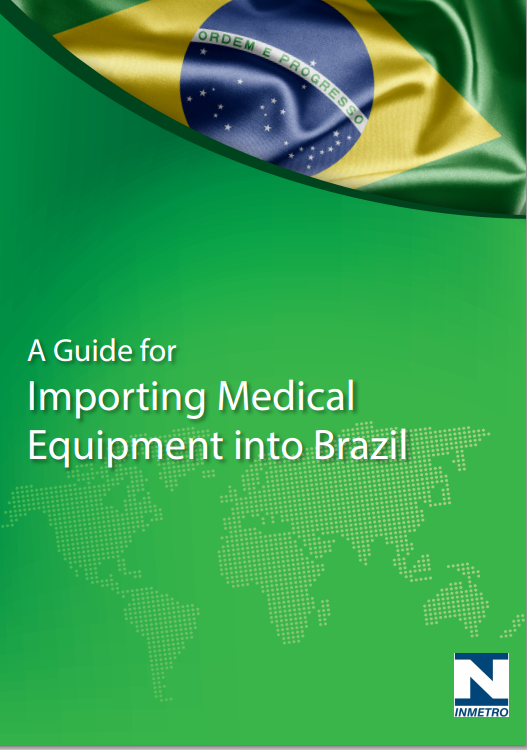 ORDEM E PROGRESSO
A Guide for
Importing Medical
Equipment into Brazil
N
INMETRO